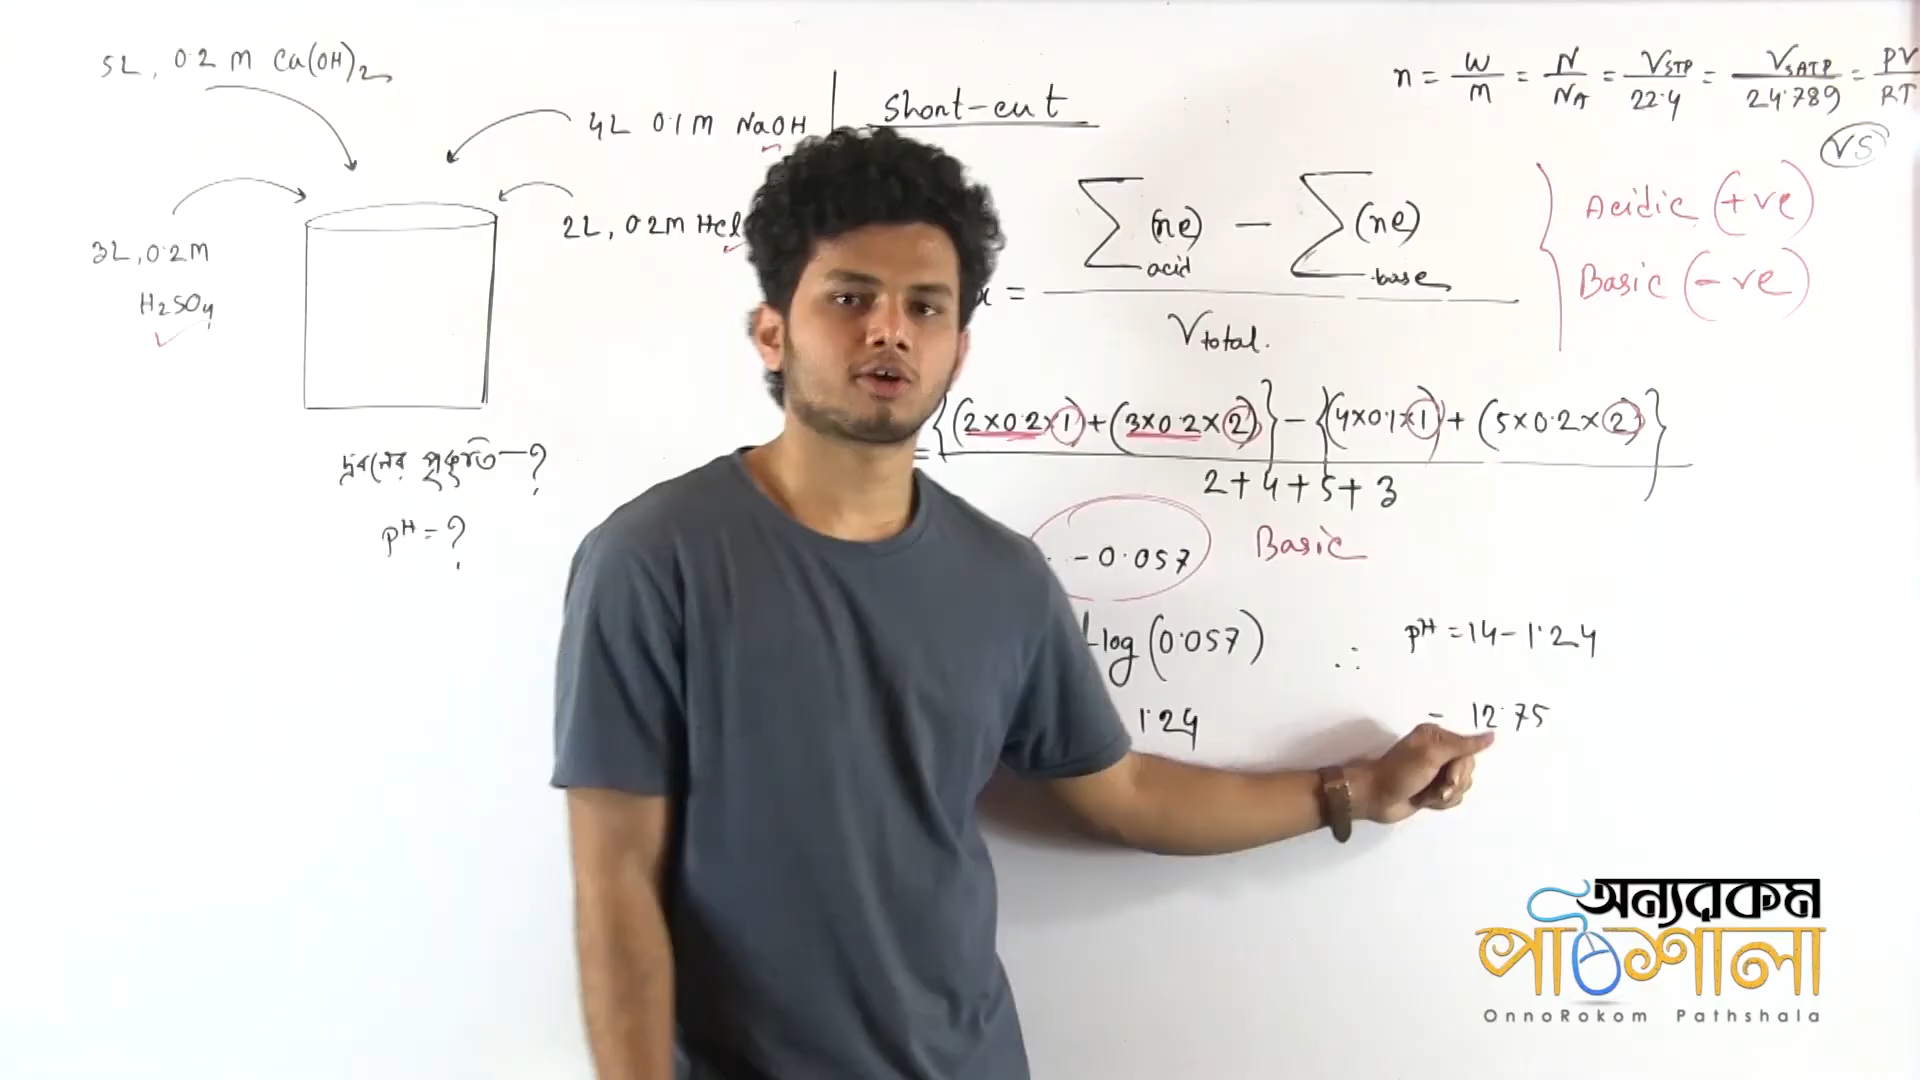 5L, 0.2 M Ca(OH)2
4L 0.1M NaOH
3L, 0.2M
H2SO4
2L, 0.2M HCl
দ্রবনের প্রকৃতি—?
pH = ?
Short-cut
n = W/M = N/NA = VSTP/22.4 = VSATP/24.789 = PV/RT
VS
x = (∑acid (ne) − ∑base (ne)) / Vtotal.
Acidic (+ve)
Basic (−ve)
= {(2×0.2×1)+(3×0.2×2)} − {(4×0.1×1)+(5×0.2×2)} / 2+4+5+3
-0.057 Basic
-log(0.057)
1.24
∴ pH = 14-1.24
= 12.75
অন্যরকম
পাঠশালা
OnnoRokom Pathshala